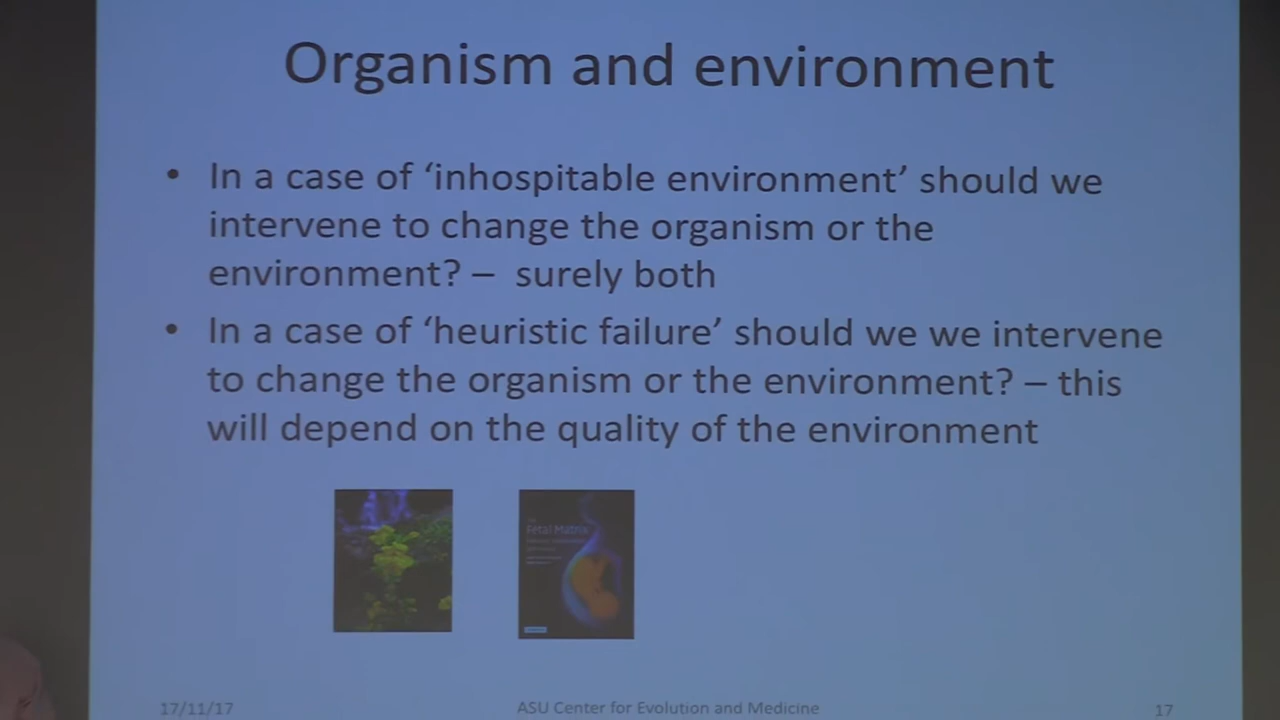 Organism and environment
• In a case of ‘inhospitable environment’ should we
intervene to change the organism or the
environment? – surely both
• In a case of ‘heuristic failure’ should we we intervene
to change the organism or the environment? – this
will depend on the quality of the environment
Fetal Matrix
17/11/17
ASU Center for Evolution and Medicine
17